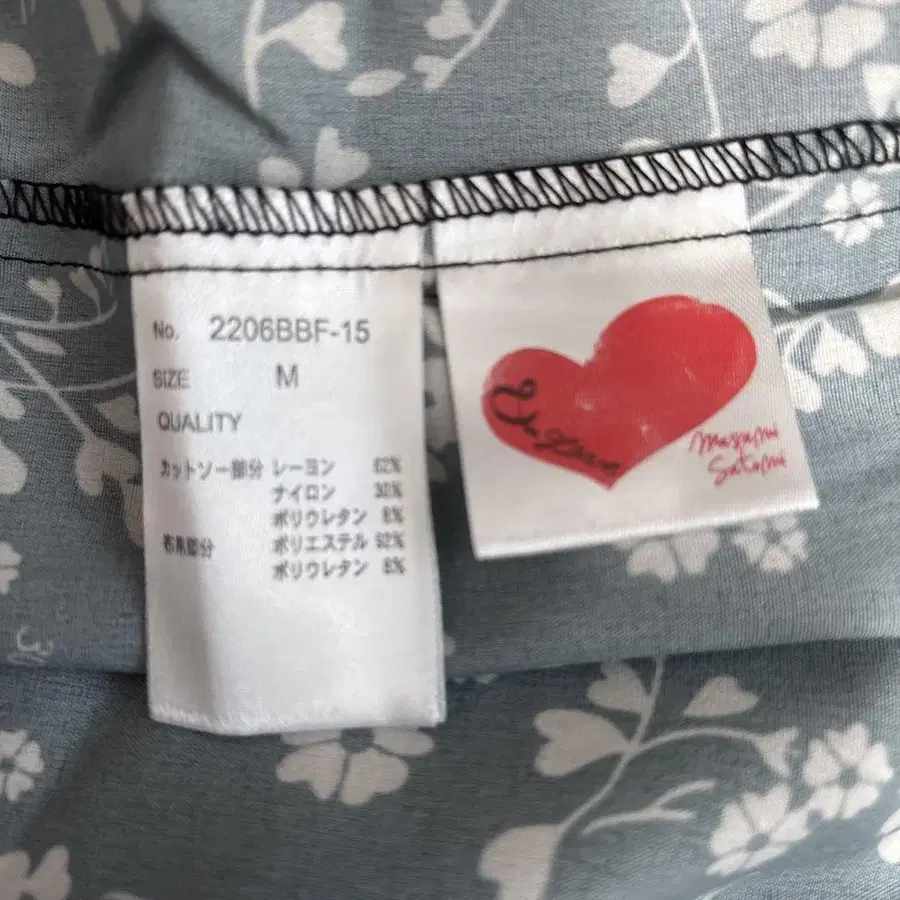 No. 2206BBF-15
SIZE M
QUALITY
カットソー部分 レーヨン 62%
ナイロン 30%
ポリウレタン 8%
布帛部分 ポリエステル 92%
ポリウレタン 8%
Masami
Satomi